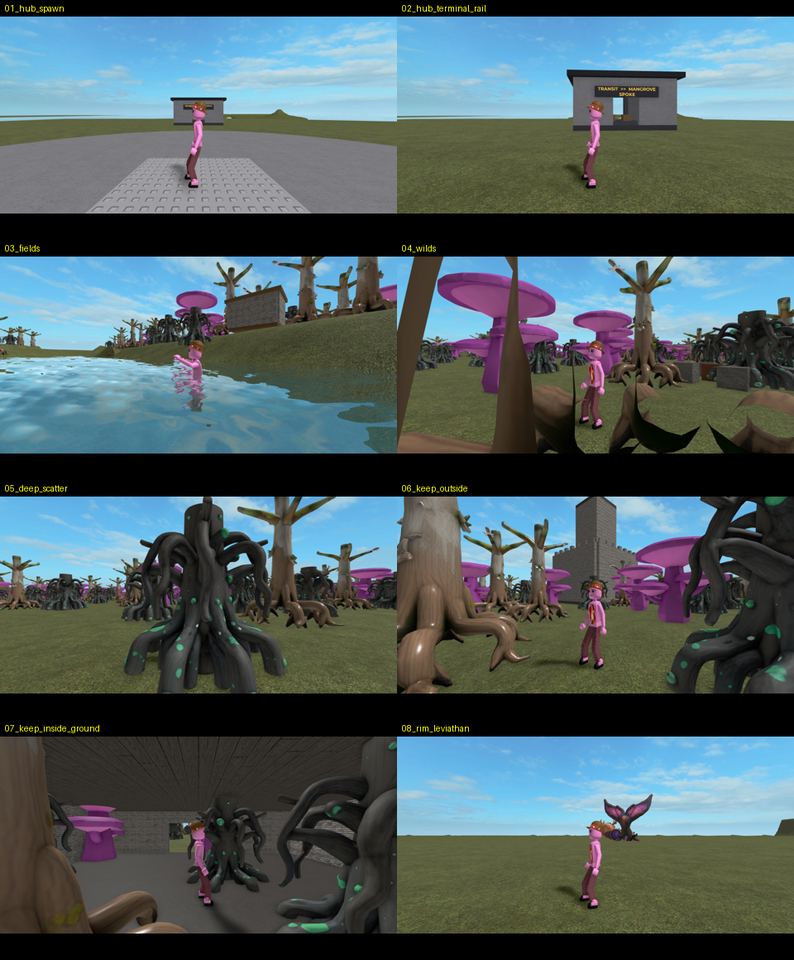 01_hub_spawn
02_hub_terminal_rail
TRANSIT >> MANGROVE
SPOKE
03_fields
04_wilds
05_deep_scatter
06_keep_outside
07_keep_inside_ground
08_rim_leviathan